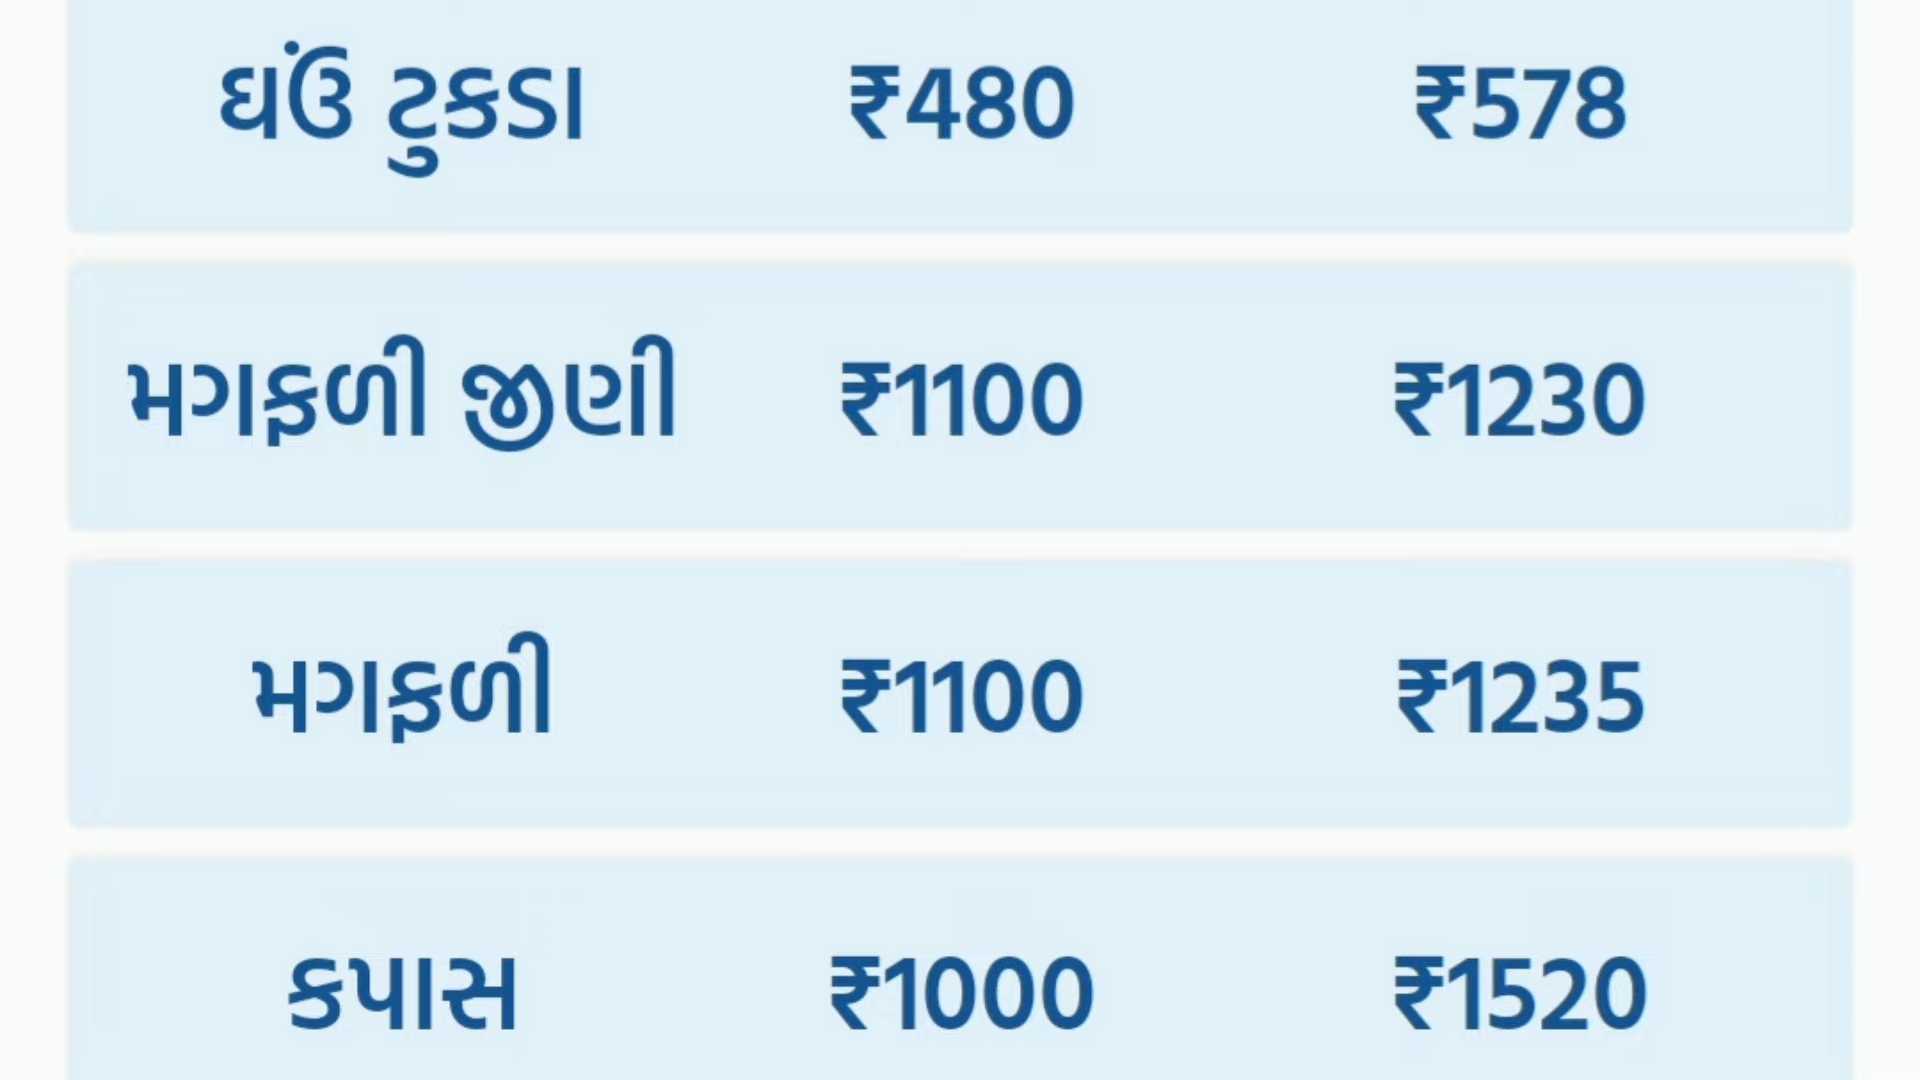 ઘઉં ટુકડા ₹480 ₹578
મગફળી જીણી ₹1100 ₹1230
મગફળી ₹1100 ₹1235
કપાસ ₹1000 ₹1520